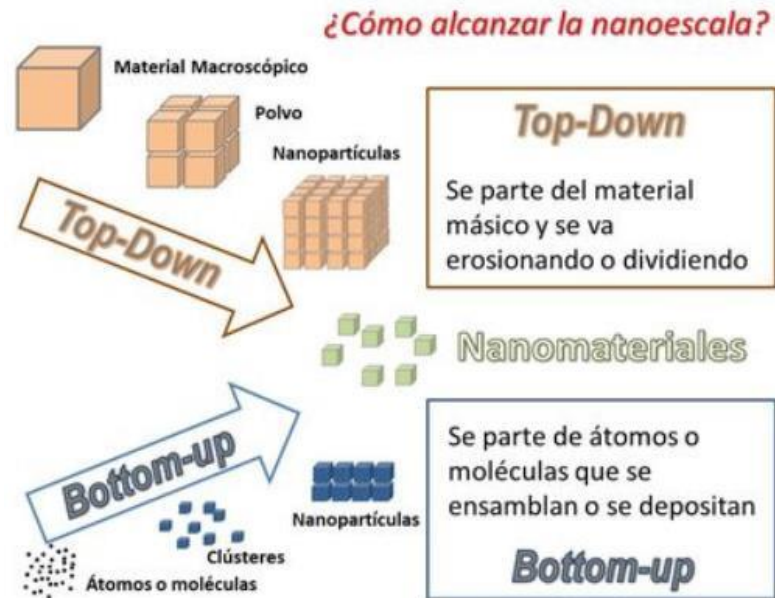 ¿Cómo alcanzar la nanoescala?
Material Macroscópico
Polvo
Nanopartículas
Top-Down
Top-Down
Se parte del material
másico y se va
erosionando o dividiendo
Nanomateriales
Bottom-up
Nanopartículas
Clústeres
Átomos o moléculas
Se parte de átomos o
moléculas que se
ensamblan o se depositan
Bottom-up